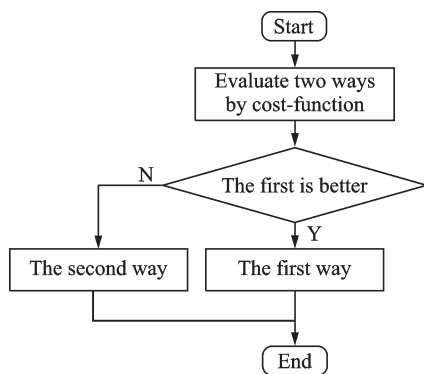 Start
Evaluate two ways
by cost-function
The first is better
N
Y
The second way
The first way
End